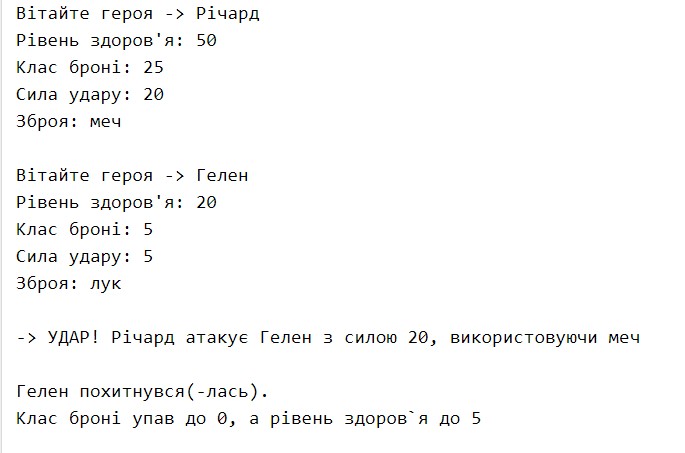 Вітайте героя -> Річард
Рівень здоров'я: 50
Клас броні: 25
Сила удару: 20
Зброя: меч
Вітайте героя -> Гелен
Рівень здоров'я: 20
Клас броні: 5
Сила удару: 5
Зброя: лук
-> УДАР! Річард атакує Гелен з силою 20, використовуючи меч
Гелен похитнувся(-лась).
Клас броні упав до 0, а рівень здоров`я до 5